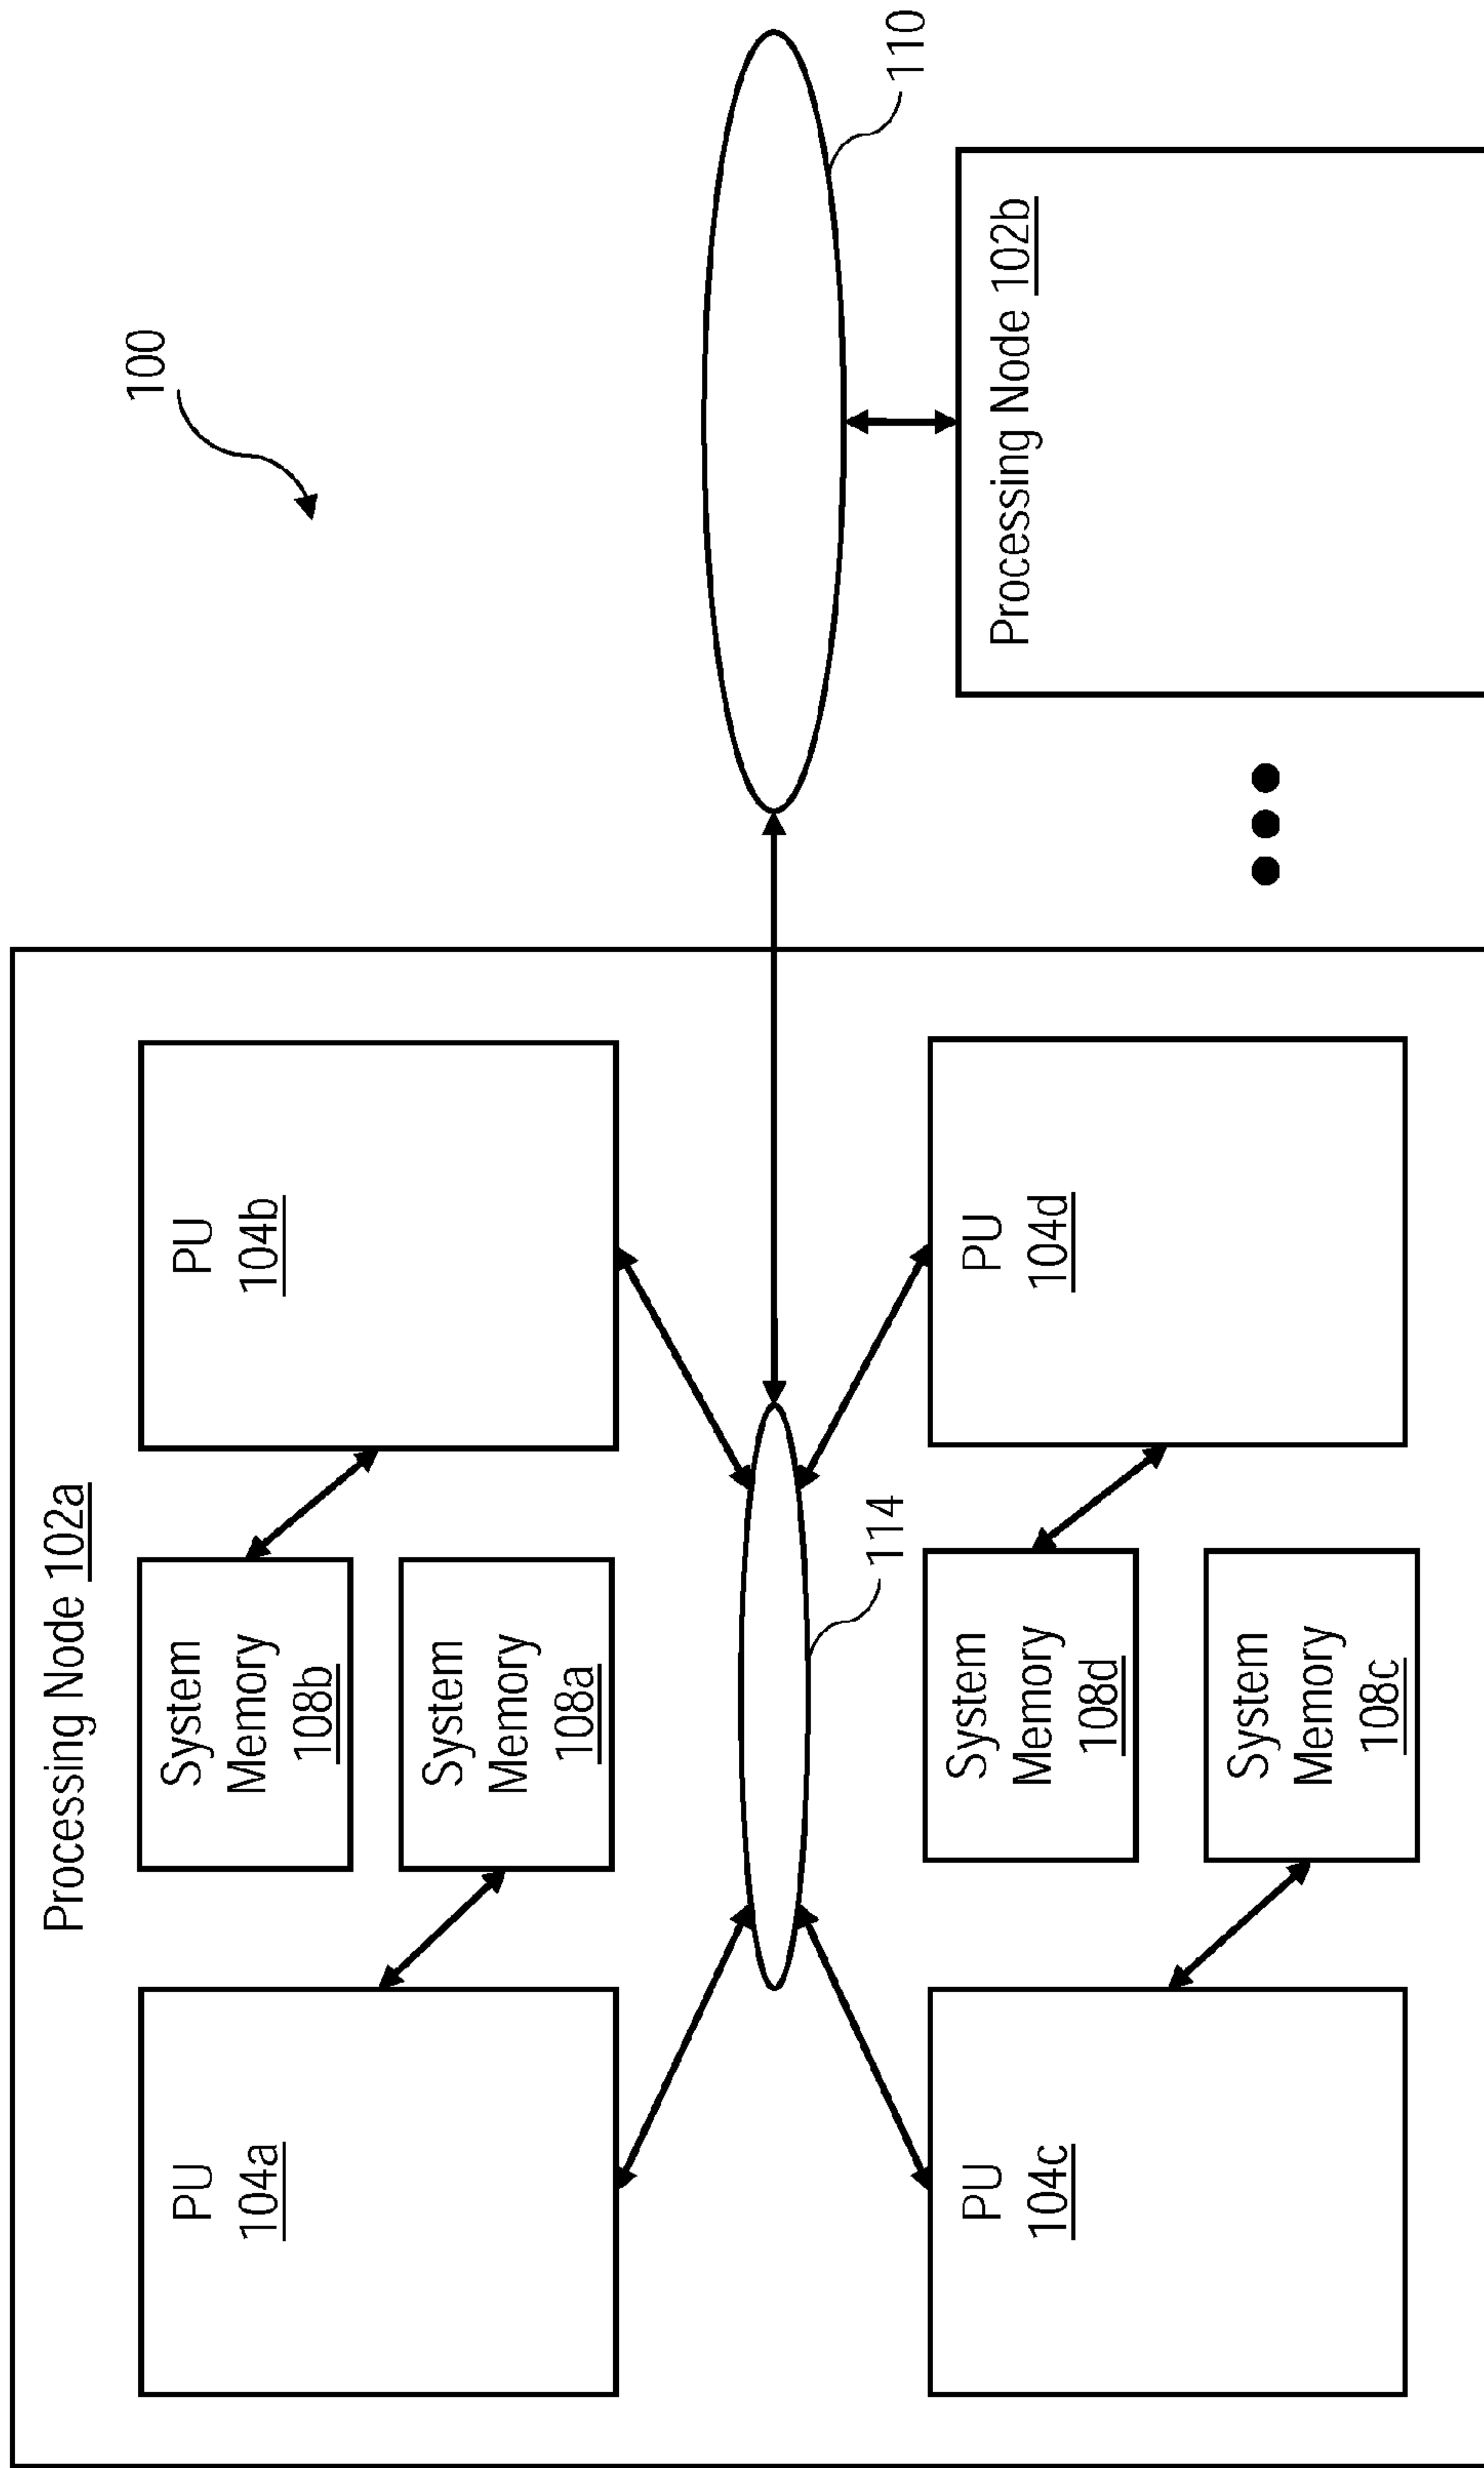 100
Processing Node 102a
PU
104a
System
Memory
108b
System
Memory
108a
PU
104b
110
114
PU
104c
System
Memory
108d
System
Memory
108c
PU
104d
Processing Node 102b